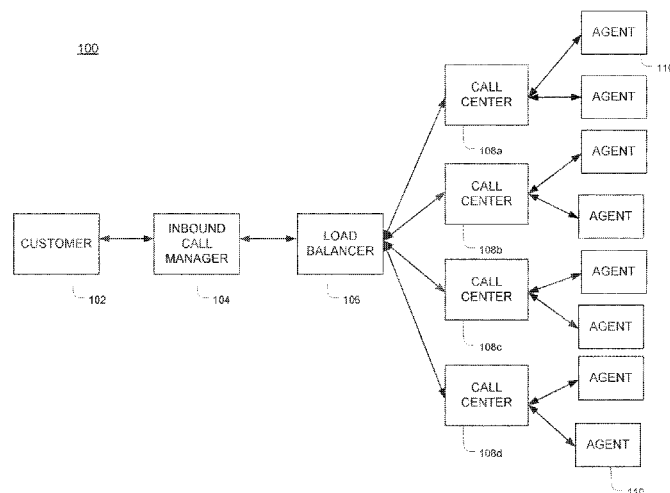 100
CUSTOMER
102
INBOUND
CALL
MANAGER
104
LOAD
BALANCER
106
CALL
CENTER
108a
CALL
CENTER
108b
CALL
CENTER
108c
CALL
CENTER
108d
AGENT
110
AGENT
AGENT
AGENT
AGENT
AGENT
AGENT
AGENT
110